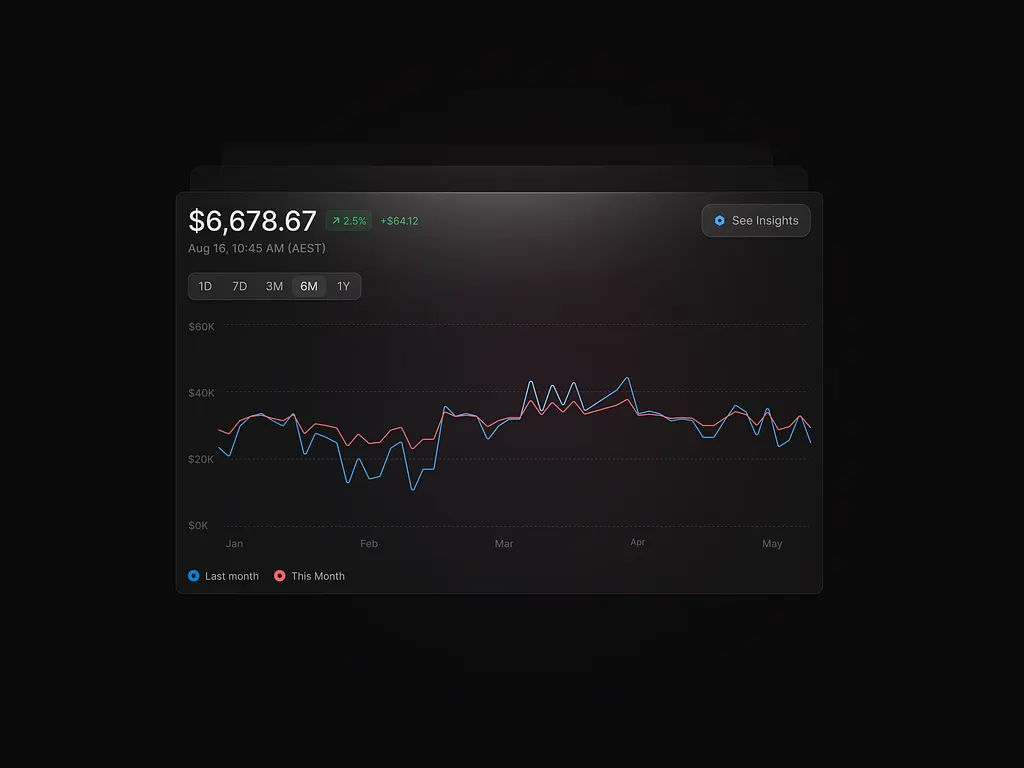 $6,678.67 2.5% +$64.12
See Insights
Aug 16, 10:45 AM (AEST)
1D 7D 3M 6M 1Y
$60K
$40K
$20K
$0K
Jan Feb Mar Apr May
Last month This Month